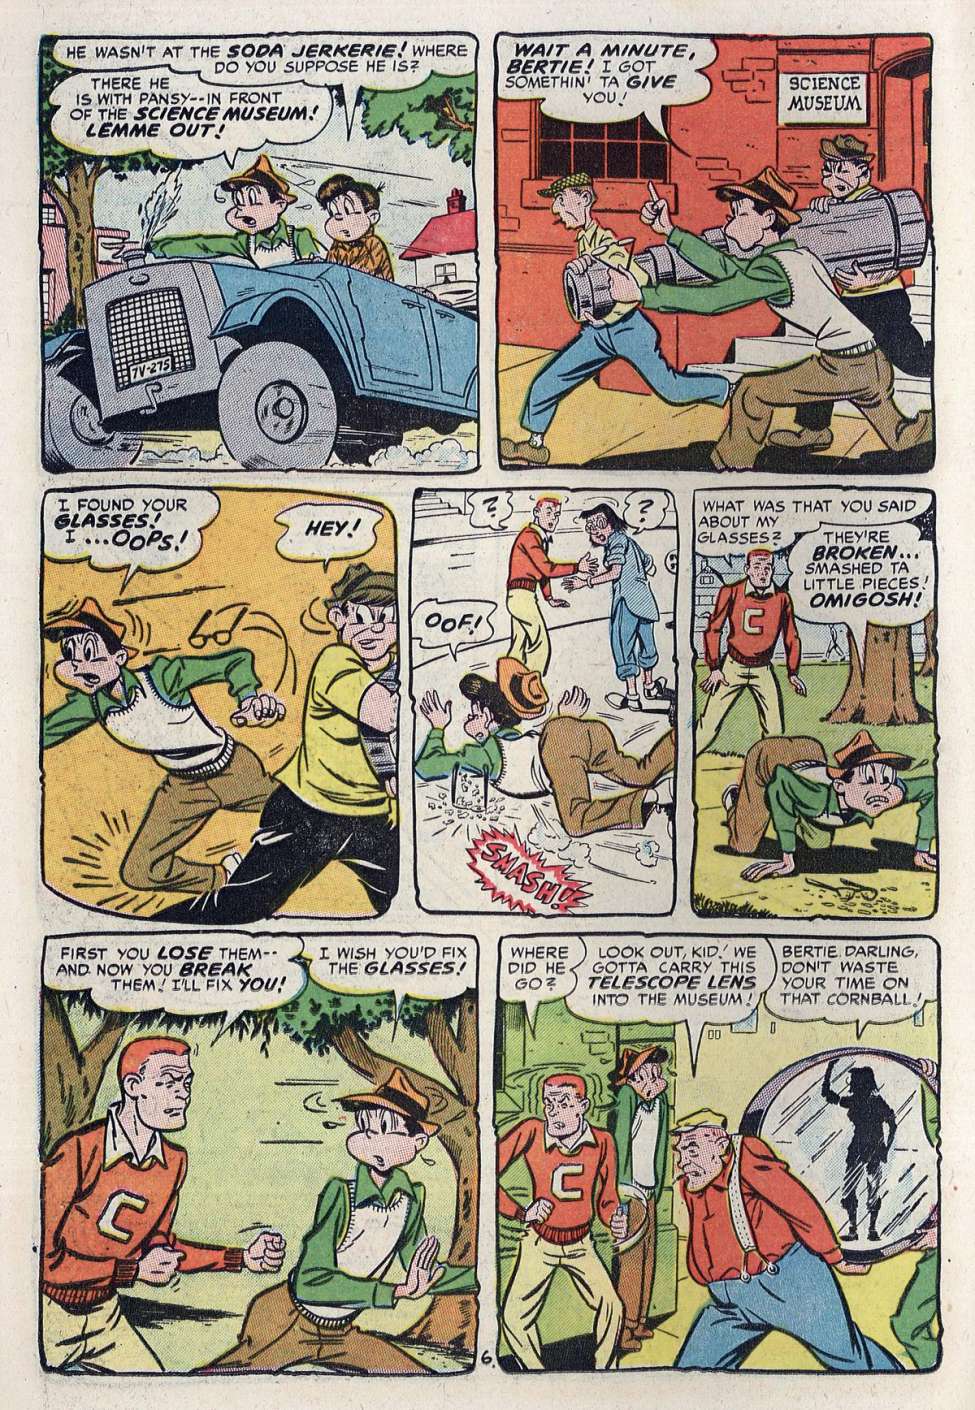 HE WASN'T AT THE SODA JERKERIE! WHERE
DO YOU SUPPOSE HE IS?
THERE HE
IS WITH PANSY--IN FRONT
OF THE SCIENCE MUSEUM!
LEMME OUT!
7V-275
WAIT A MINUTE,
BERTIE! I GOT
SOMETHIN' TA GIVE
YOU!
SCIENCE
MUSEUM
I FOUND YOUR
GLASSES!
I ...OOPS!
HEY!
?
?
OOF!
SMASH!
WHAT WAS THAT YOU SAID
ABOUT MY
GLASSES?
THEY'RE
BROKEN...
SMASHED TA
LITTLE PIECES!
OMIGOSH!
C
FIRST YOU LOSE THEM--
AND NOW YOU BREAK
THEM! I'LL FIX YOU!
I WISH YOU'D FIX
THE GLASSES!
C
WHERE
DID HE
GO?
LOOK OUT, KID! WE
GOTTA CARRY THIS
TELESCOPE LENS
INTO THE MUSEUM!
BERTIE DARLING,
DON'T WASTE
YOUR TIME ON
THAT CORNBALL!
C
6.